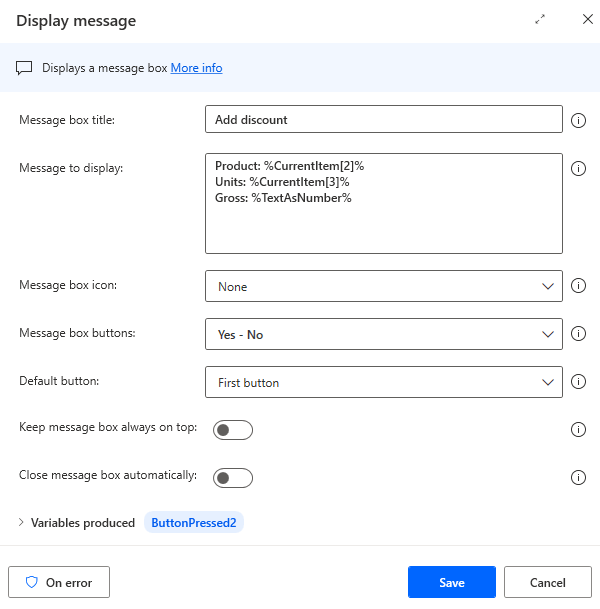 Display message
Displays a message box More info
Message box title:
Add discount
Message to display:
Product: %CurrentItem[2]%
Units: %CurrentItem[3]%
Gross: %TextAsNumber%
Message box icon:
None
Message box buttons:
Yes - No
Default button:
First button
Keep message box always on top:
Close message box automatically:
Variables produced ButtonPressed2
On error
Save
Cancel